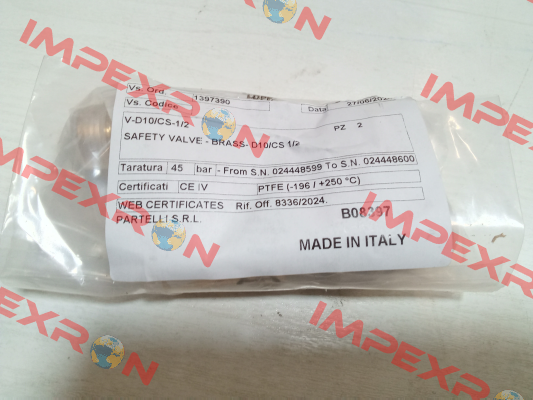 IMPEXRON
Vs. Ord.
1397390
Data
Vs. Codice
V-D10/CS-1/2
PZ 2
SAFETY VALVE - BRASS- D10/CS 1/2
Taratura 45 bar - From S.N. 024448599 To S.N. 024448600
Certificati CE IV PTFE (-196 / +250 °C)
WEB CERTIFICATES Rif. Off. 8336/2024.
PARTELLI S.R.L.
B08397
MADE IN ITALY
IMPEXRON
IMPEXRON
IMPEXRON